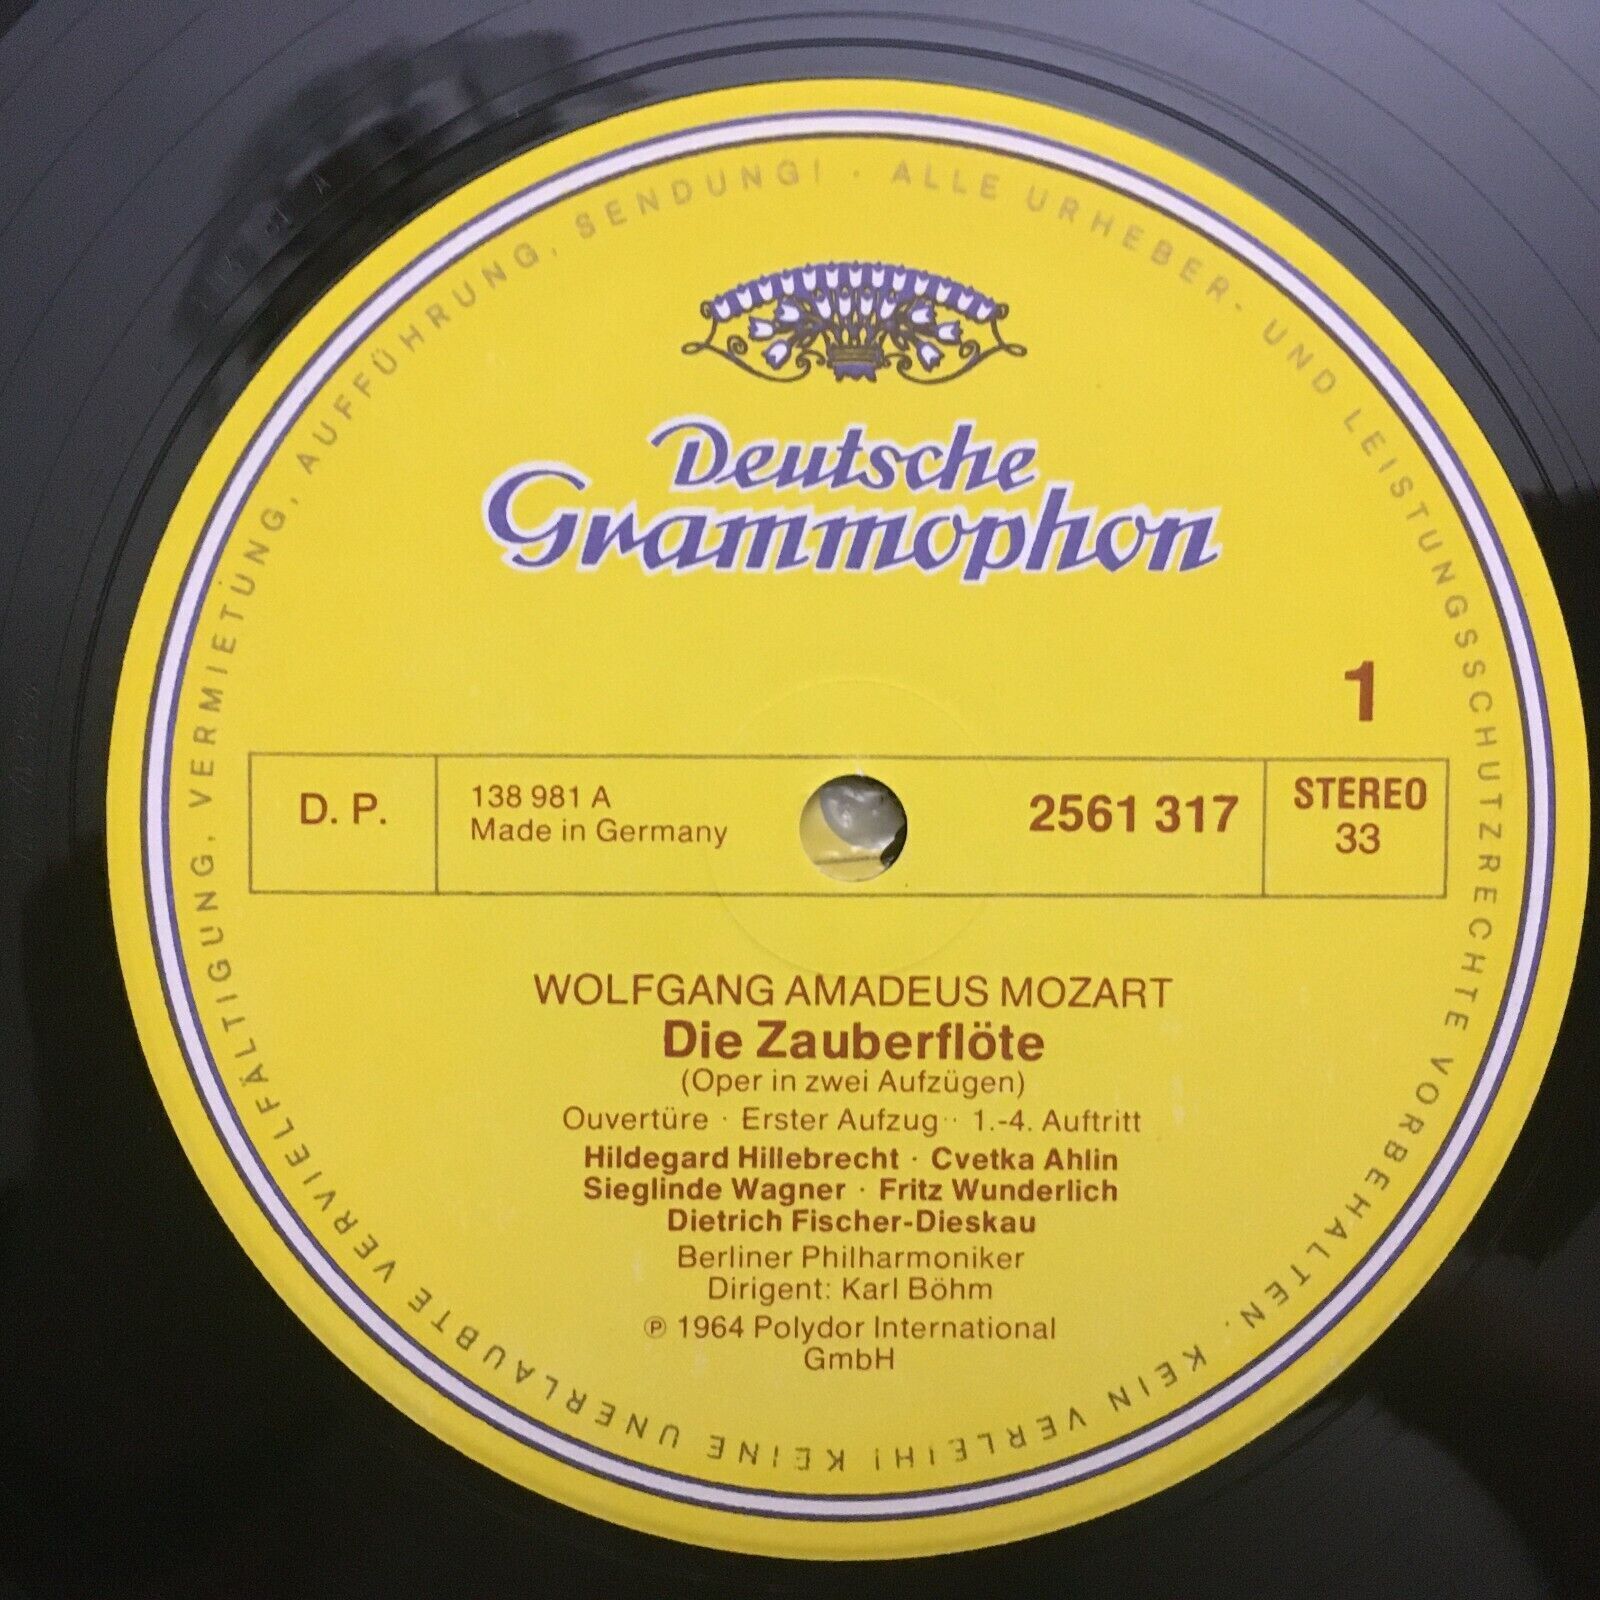 ALLE URHEBER- UND LEISTUNGSSCHUTZRECHTE VORBEHALTEN. KEIN VERLEIH! KEINE UNERLAUBTE VERVIELFÄLTIGUNG, VERMIETUNG, AUFFÜHRUNG, SENDUNG! ·
Deutsche
Grammophon
1
D. P.
138 981 A
Made in Germany
2561 317
STEREO
33
WOLFGANG AMADEUS MOZART
Die Zauberflöte
(Oper in zwei Aufzügen)
Ouvertüre · Erster Aufzug ·· 1.-4. Auftritt
Hildegard Hillebrecht · Cvetka Ahlin
Sieglinde Wagner · Fritz Wunderlich
Dietrich Fischer-Dieskau
Berliner Philharmoniker
Dirigent: Karl Böhm
℗ 1964 Polydor International
GmbH